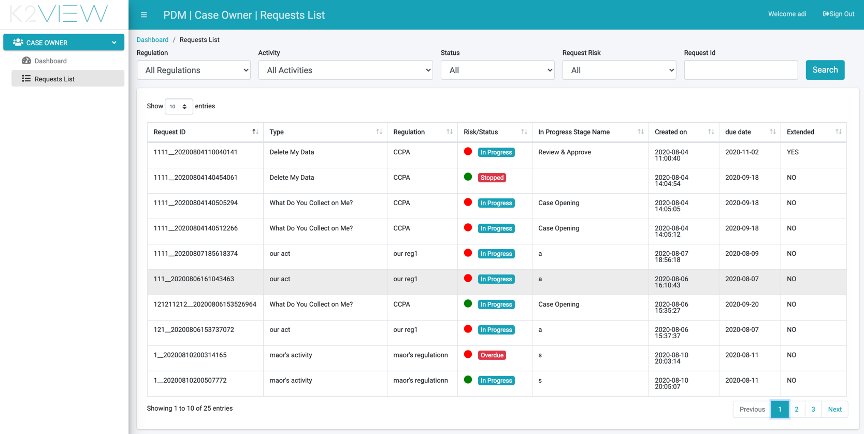 K2VIEW
PDM | Case Owner | Requests List
Welcome adi
Sign Out
CASE OWNER
Dashboard
Requests List
Dashboard / Requests List
Regulation Activity Status Request Risk Request Id
All Regulations All Activities All All Search
Show 10 entries
Request ID Type Regulation Risk/Status In Progress Stage Name Created on due date Extended
1111__20200804110040141 Delete My Data CCPA In Progress Review & Approve 2020-08-04 11:00:40 2020-11-02 YES
1111__20200804140454061 Delete My Data CCPA Stopped 2020-08-04 14:04:54 2020-09-18 NO
1111__20200804140505294 What Do You Collect on Me? CCPA In Progress Case Opening 2020-08-04 14:05:05 2020-09-18 NO
1111__20200804140512266 What Do You Collect on Me? CCPA In Progress Case Opening 2020-08-04 14:05:12 2020-09-18 NO
1111__20200807185618374 our act our reg1 In Progress a 2020-08-07 18:56:18 2020-08-09 NO
111__20200806161043463 our act our reg1 In Progress a 2020-08-06 16:10:43 2020-08-07 NO
121211212__20200806153526964 What Do You Collect on Me? CCPA In Progress Case Opening 2020-08-06 15:35:27 2020-09-20 NO
121__20200806153737072 our act our reg1 In Progress a 2020-08-06 15:37:37 2020-08-07 NO
1__20200810200314165 maor's activity maor's regulationn Overdue s 2020-08-10 20:03:14 2020-08-11 NO
1__20200810200507772 maor's activity maor's regulationn In Progress s 2020-08-10 20:05:07 2020-08-11 NO
Showing 1 to 10 of 25 entries
Previous 1 2 3 Next